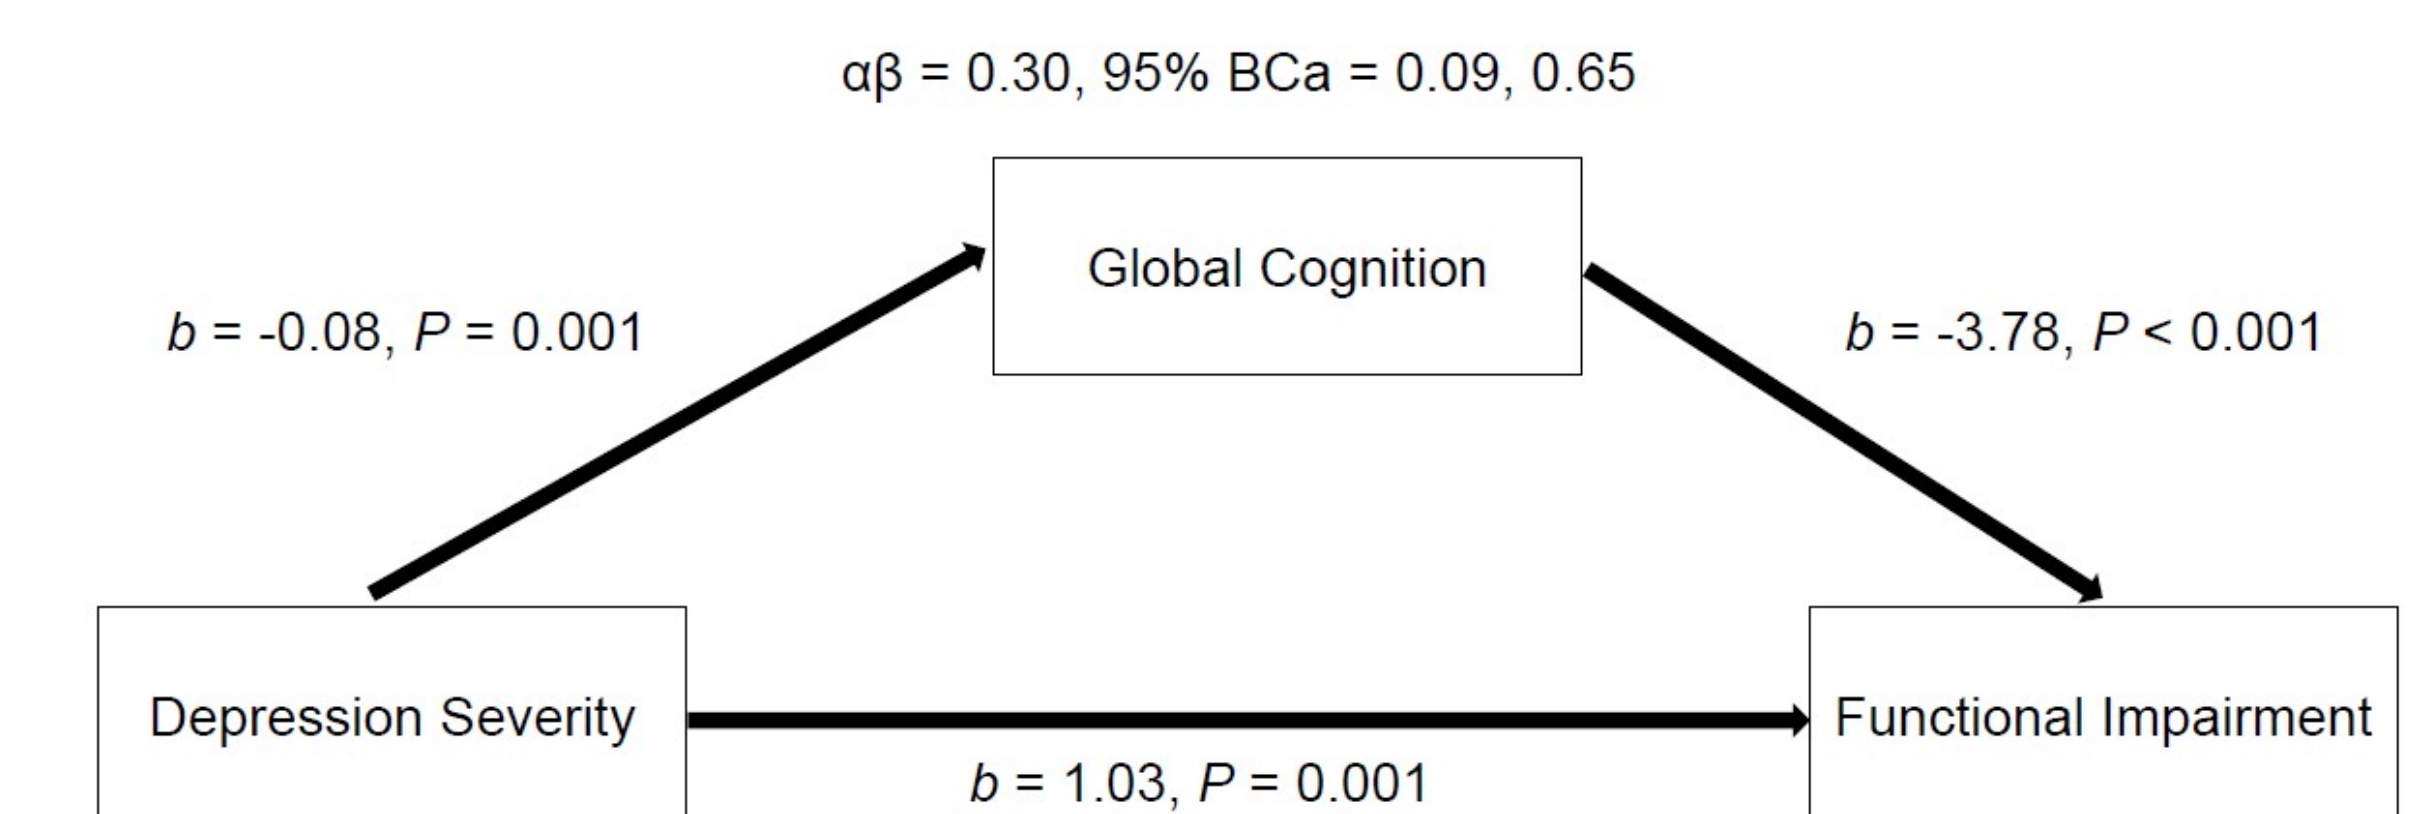 αβ = 0.30, 95% BCa = 0.09, 0.65
Global Cognition
b = -0.08, P = 0.001
b = -3.78, P < 0.001
Depression Severity
Functional Impairment
b = 1.03, P = 0.001